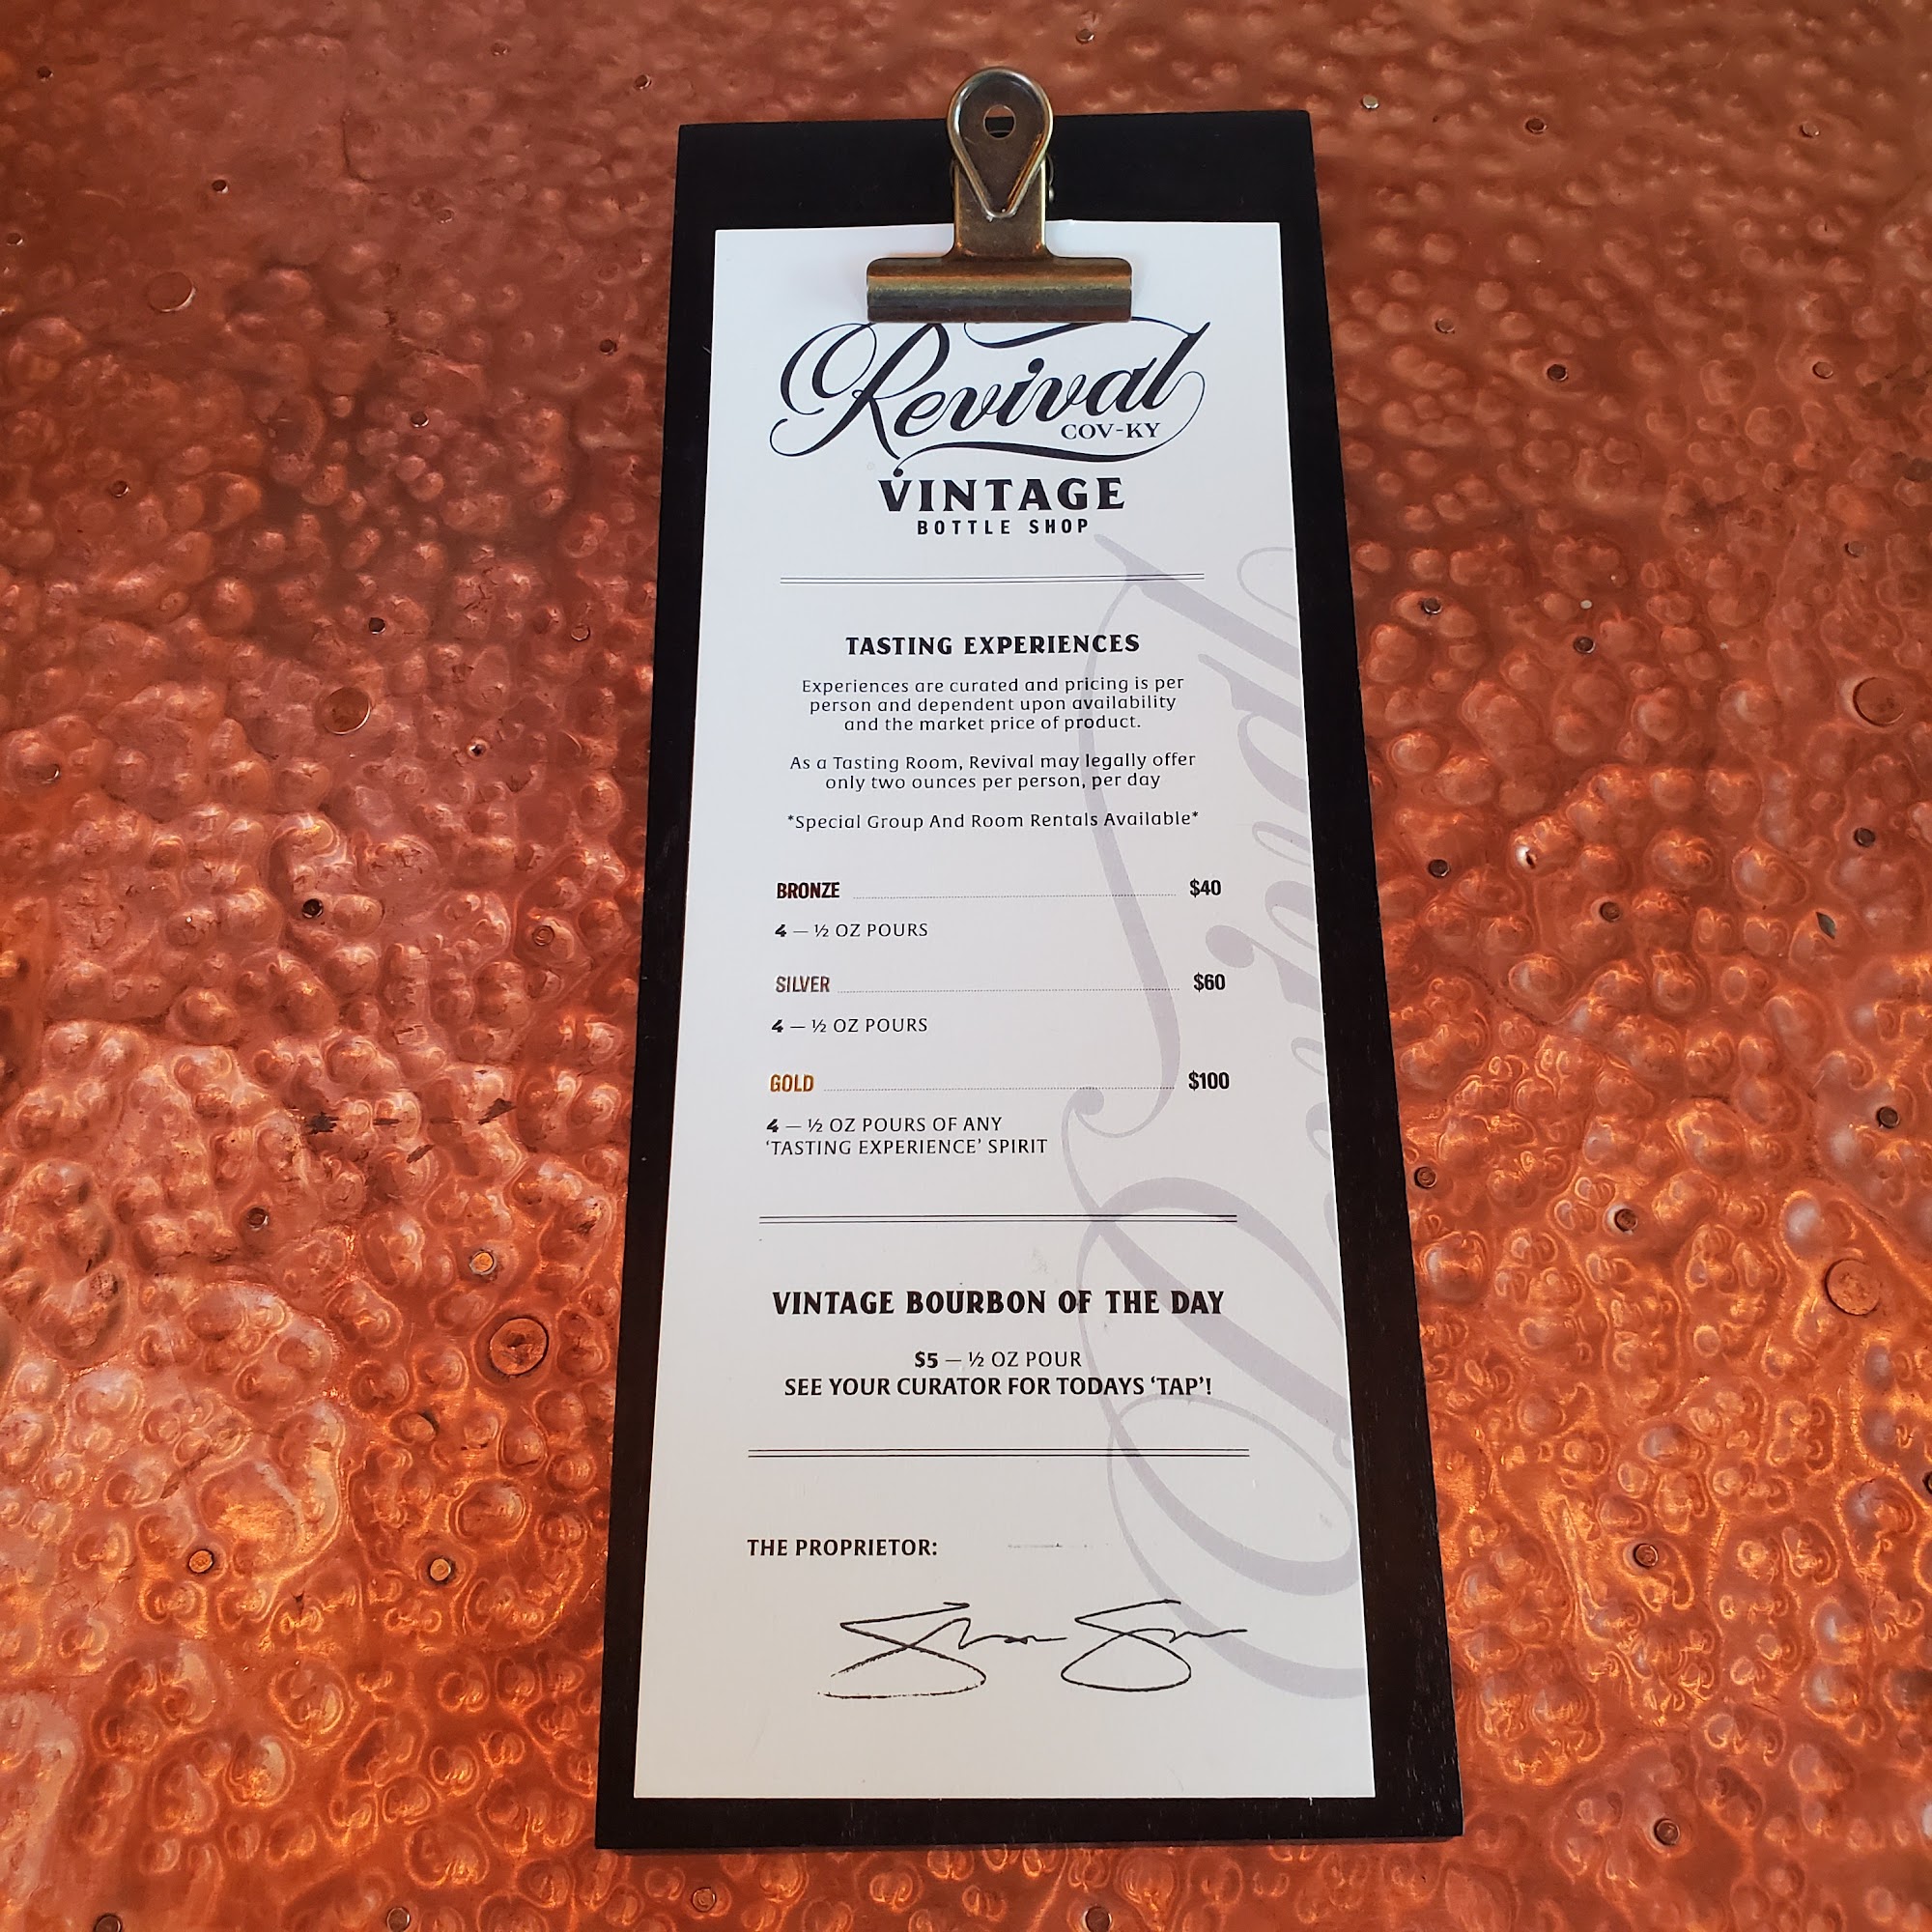 Revival
COV-KY
VINTAGE
BOTTLE SHOP
TASTING EXPERIENCES
Experiences are curated and pricing is per
person and dependent upon availability
and the market price of product.
As a Tasting Room, Revival may legally offer
only two ounces per person, per day
*Special Group And Room Rentals Available*
BRONZE $40
4 — ½ OZ POURS
SILVER $60
4 — ½ OZ POURS
GOLD $100
4 — ½ OZ POURS OF ANY
‘TASTING EXPERIENCE’ SPIRIT
VINTAGE BOURBON OF THE DAY
$5 — ½ OZ POUR
SEE YOUR CURATOR FOR TODAYS ‘TAP’!
THE PROPRIETOR:
Revival